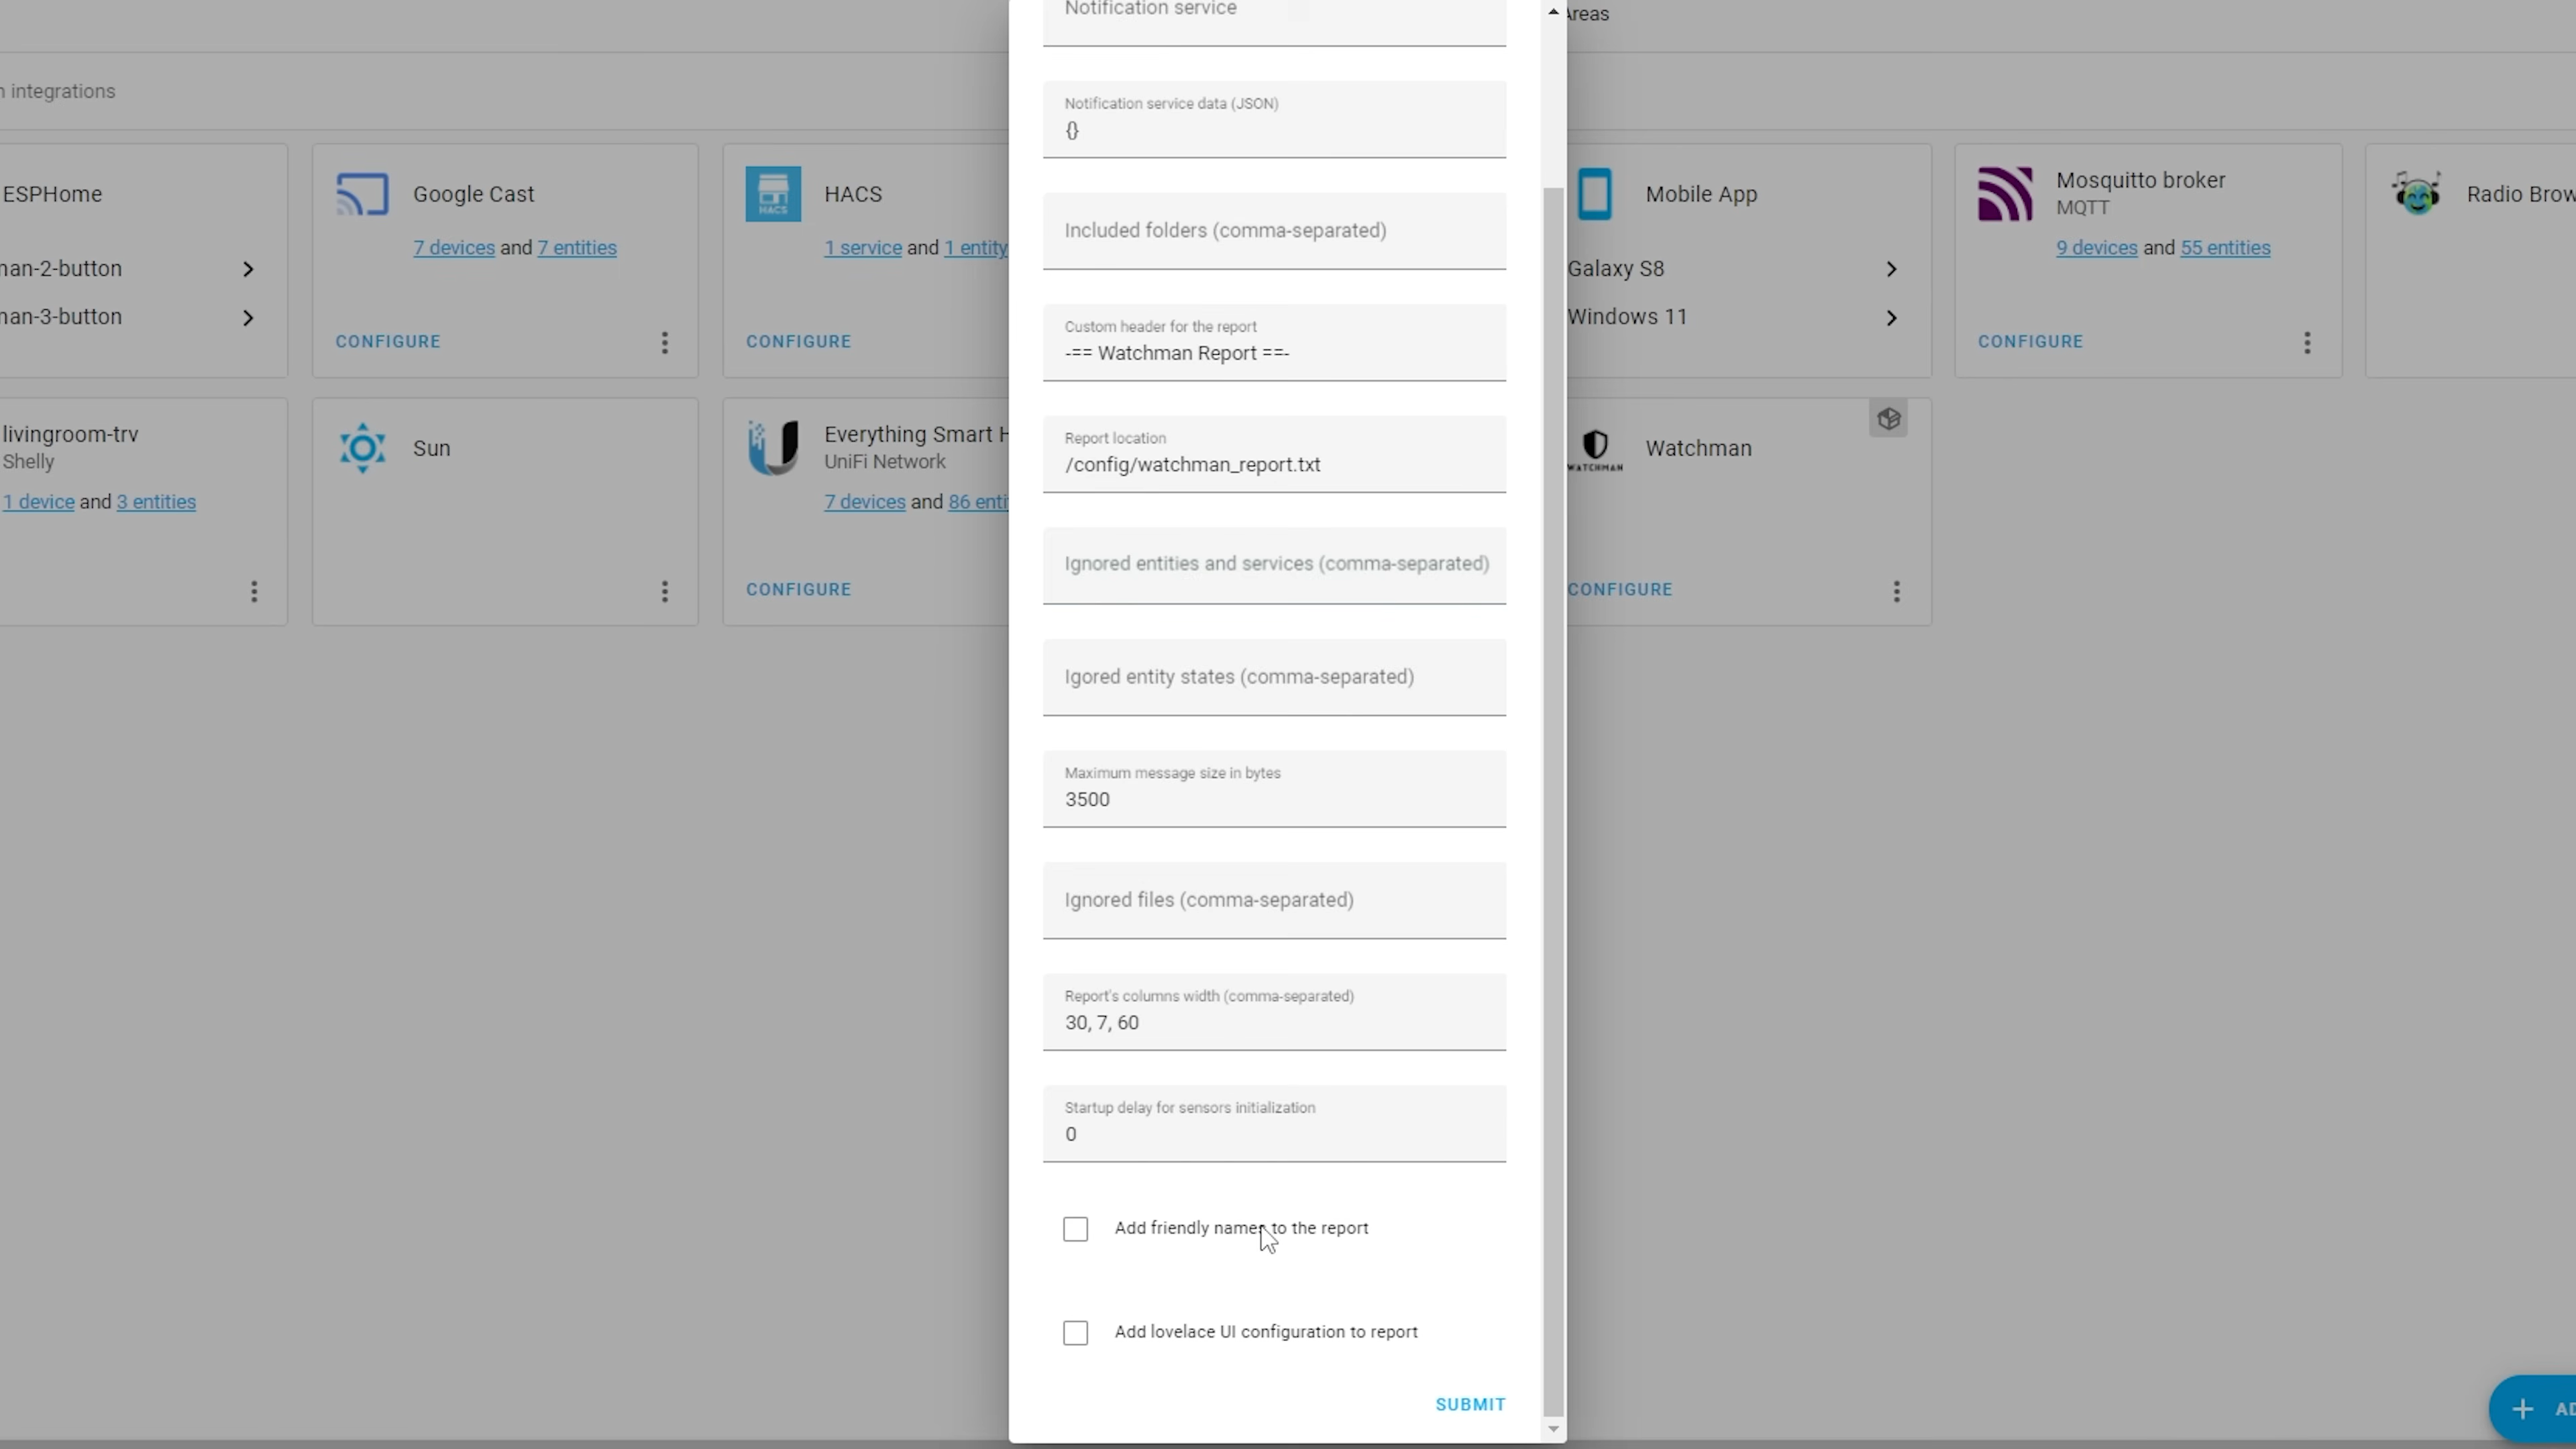 Notification service
Areas
integrations
Notification service data (JSON)
{}
ESPHome
Google Cast
HACS
HACS
Mobile App
Mosquitto broker
MQTT
Radio
7 devices and 7 entities
1 service and 1 entity
9 devices and 55 entities
Included folders (comma-separated)
man-2-button
Galaxy S8
man-3-button
Windows 11
CONFIGURE
CONFIGURE
CONFIGURE
Custom header for the report
-== Watchman Report ==-
livingroom-trv
Shelly
Sun
Everything Smart H
UniFi Network
WATCHMAN
Watchman
1 device and 3 entities
7 devices and 86 enti
CONFIGURE
CONFIGURE
Report location
/config/watchman_report.txt
Ignored entities and services (comma-separated)
Igored entity states (comma-separated)
Maximum message size in bytes
3500
Ignored files (comma-separated)
Report's columns width (comma-separated)
30, 7, 60
Startup delay for sensors initialization
0
Add friendly names to the report
Add lovelace UI configuration to report
SUBMIT
AD